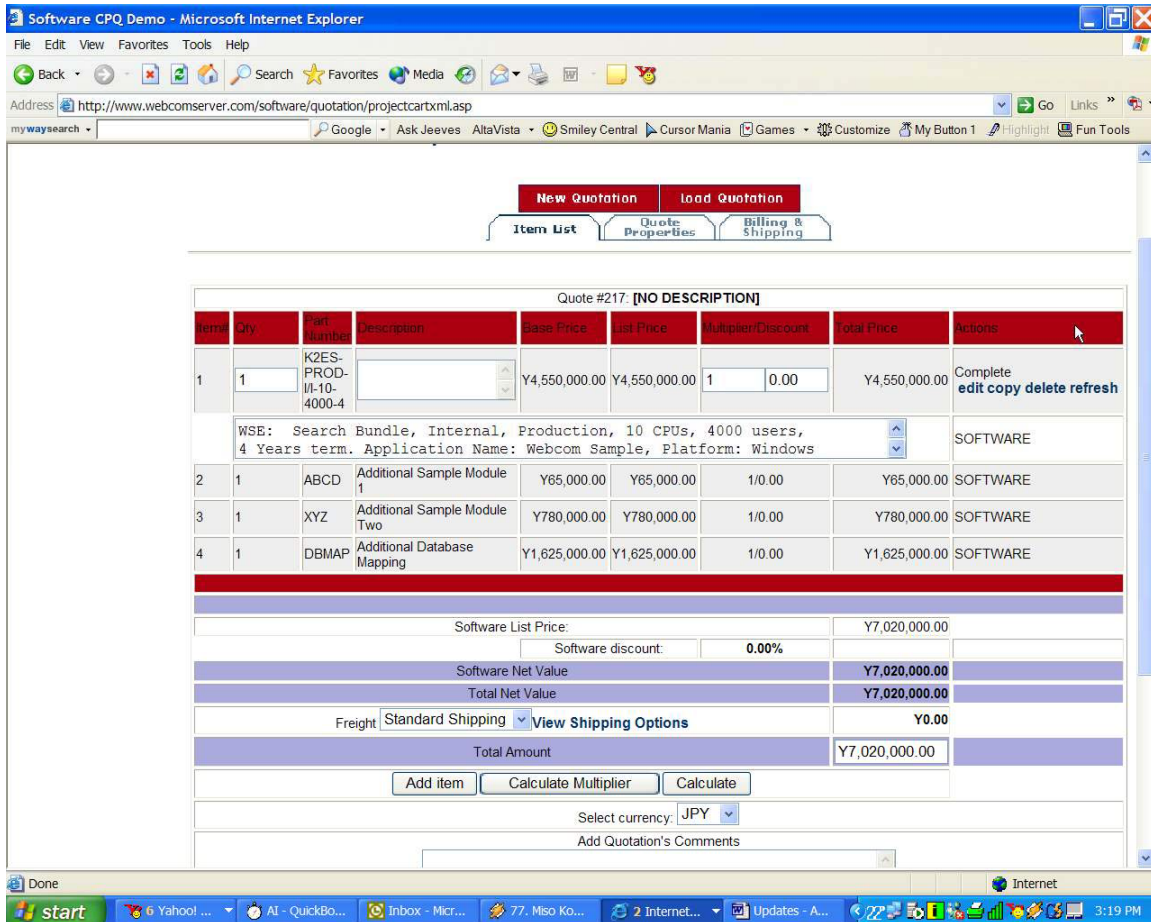 Software CPQ Demo - Microsoft Internet Explorer
File Edit View Favorites Tools Help
Back Search Favorites Media
Address http://www.webcomserver.com/software/quotation/projectcartxml.asp Go Links »
mywaysearch Google Ask Jeeves AltaVista Smiley Central Cursor Mania Games Customize My Button 1 Highlight Fun Tools
New Quotation Load Quotation
Item List Quote Properties Billing & Shipping
Quote #217: [NO DESCRIPTION]
Item# Qty Part Number Description Base Price List Price Multiplier/Discount Total Price Actions
1 1 K2ES-PROD-I/I-10-4000-4 Y4,550,000.00 Y4,550,000.00 1 0.00 Y4,550,000.00 Complete
edit copy delete refresh
WSE: Search Bundle, Internal, Production, 10 CPUs, 4000 users,
4 Years term. Application Name: Webcom Sample, Platform: Windows
SOFTWARE
2 1 ABCD Additional Sample Module 1 Y65,000.00 Y65,000.00 1/0.00 Y65,000.00 SOFTWARE
3 1 XYZ Additional Sample Module Two Y780,000.00 Y780,000.00 1/0.00 Y780,000.00 SOFTWARE
4 1 DBMAP Additional Database Mapping Y1,625,000.00 Y1,625,000.00 1/0.00 Y1,625,000.00 SOFTWARE
Software List Price: Y7,020,000.00
Software discount: 0.00%
Software Net Value Y7,020,000.00
Total Net Value Y7,020,000.00
Freight Standard Shipping View Shipping Options Y0.00
Total Amount Y7,020,000.00
Add item Calculate Multiplier Calculate
Select currency: JPY
Add Quotation's Comments
Done Internet
start 6 Yahoo! ... AI - QuickBo... Inbox - Micr... 77. Miso Ko... 2 Internet... Updates - A... 3:19 PM